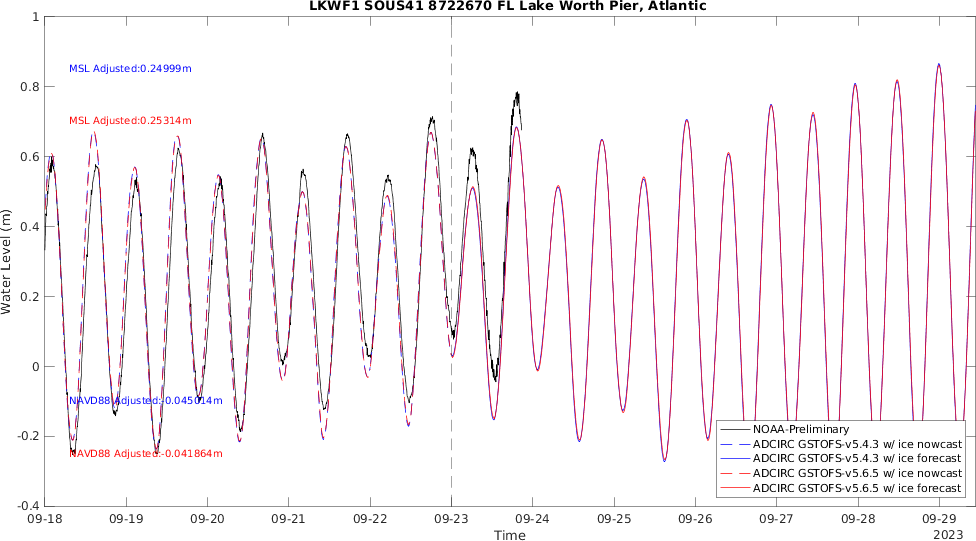 LKWF1 SOUS41 8722670 FL Lake Worth Pier, Atlantic
1
0.8
0.6
0.4
0.2
0
-0.2
-0.4
Water Level (m)
MSL Adjusted:0.24999m
MSL Adjusted:0.25314m
NAVD88 Adjusted:-0.045014m
NAVD88 Adjusted:-0.041864m
NOAA-Preliminary
ADCIRC GSTOFS-v5.4.3 w/ ice nowcast
ADCIRC GSTOFS-v5.4.3 w/ ice forecast
ADCIRC GSTOFS-v5.6.5 w/ ice nowcast
ADCIRC GSTOFS-v5.6.5 w/ ice forecast
09-18 09-19 09-20 09-21 09-22 09-23 09-24 09-25 09-26 09-27 09-28 09-29
Time
2023